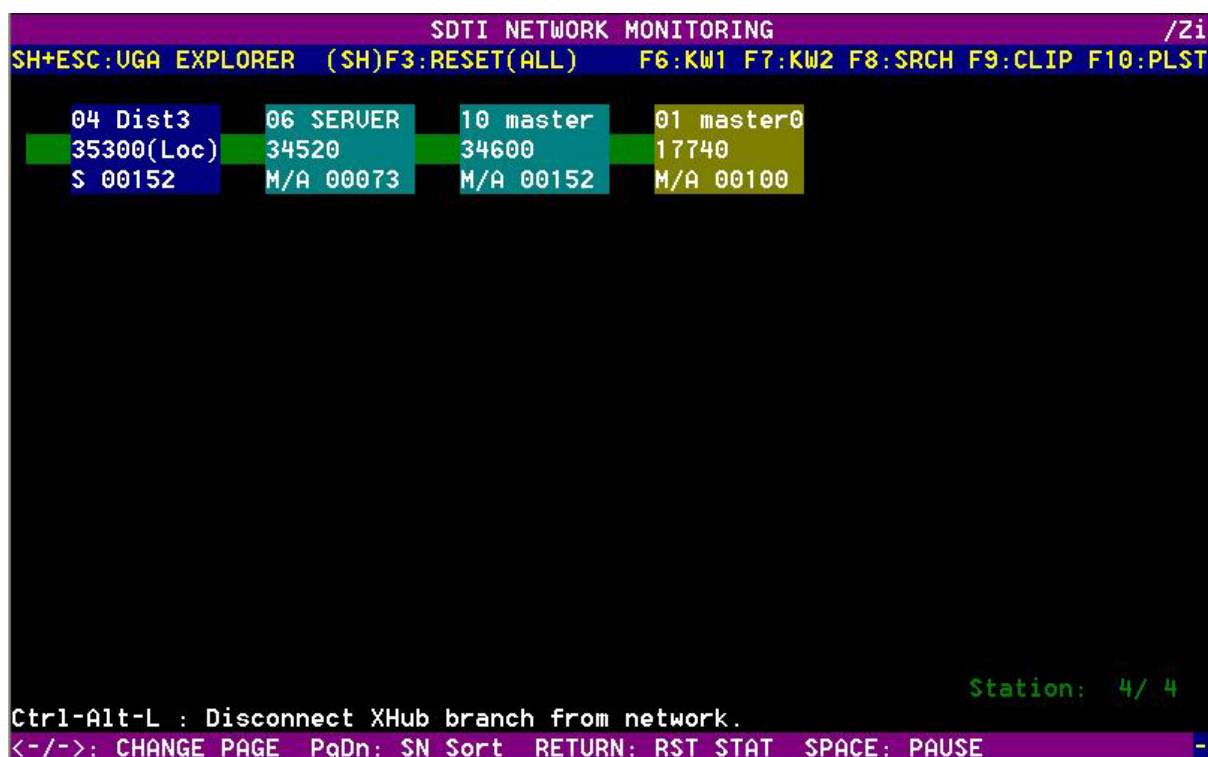 SDTI NETWORK MONITORING /Zi
SH+ESC:VGA EXPLORER (SH)F3:RESET(ALL) F6:KW1 F7:KW2 F8:SRCH F9:CLIP F10:PLST
04 Dist3 06 SERVER 10 master 01 master0
35300(Loc) 34520 34600 17740
S 00152 M/A 00073 M/A 00152 M/A 00100
Station: 4/ 4
Ctrl-Alt-L : Disconnect XHub branch from network.
<-/->: CHANGE PAGE PgDn: SN Sort RETURN: RST STAT SPACE: PAUSE -